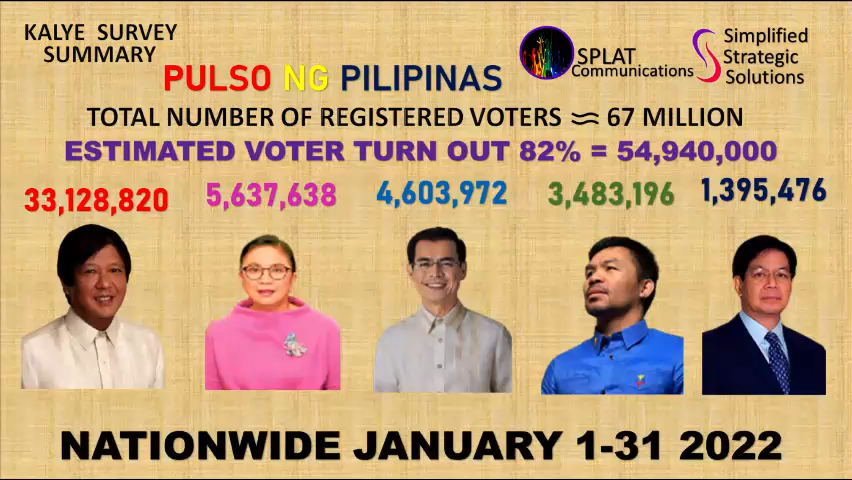 KALYE SURVEY
SUMMARY
PULSO NG PILIPINAS
SPLAT
Communications
Simplified
Strategic
Solutions
TOTAL NUMBER OF REGISTERED VOTERS ≈ 67 MILLION
ESTIMATED VOTER TURN OUT 82% = 54,940,000
33,128,820 5,637,638 4,603,972 3,483,196 1,395,476
NATIONWIDE JANUARY 1-31 2022